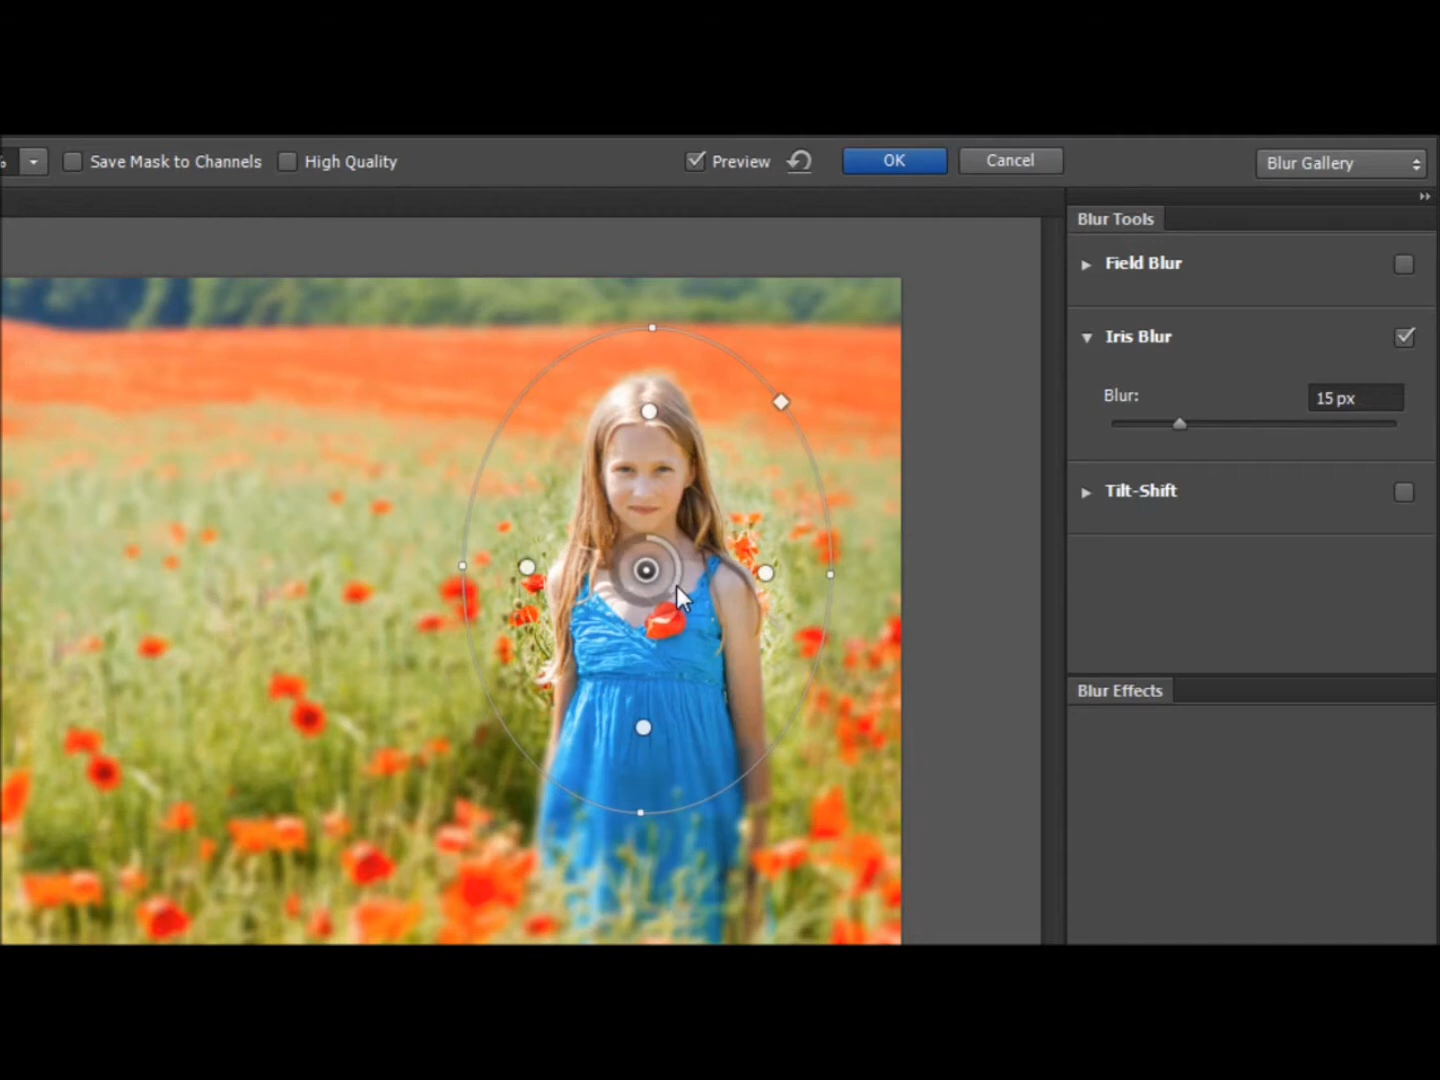 Save Mask to Channels High Quality Preview OK Cancel Blur Gallery
Blur Tools
Field Blur
Iris Blur
Blur: 15 px
Tilt-Shift
Blur Effects